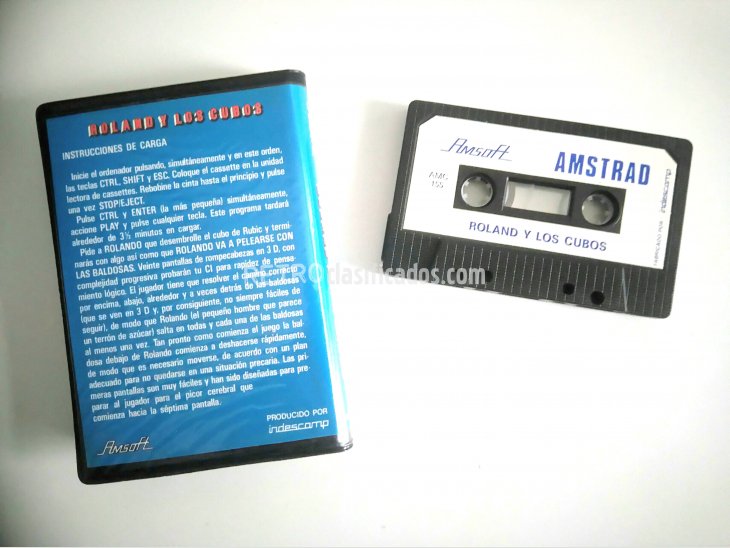 ROLAND Y LOS CUBOS
INSTRUCCIONES DE CARGA
Inicie el ordenador pulsando, simultáneamente y en este orden,
las teclas CTRL, SHIFT y ESC. Coloque el cassette en la unidad
lectora de cassettes. Rebobine la cinta hasta el principio y pulse
una vez STOP/EJECT.
Pulse CTRL y ENTER (la más pequeña) simultáneamente,
accione PLAY y pulse cualquier tecla. Este programa tardará
alrededor de 3½ minutos en cargar.
Pide a ROLANDO que desembrolle el cubo de Rubic y termi-
narás con algo así como que ROLANDO VA A PELEARSE CON
LAS BALDOSAS. Veinte pantallas de rompecabezas en 3 D, con
complejidad progresiva probarán tu CI para rapidez de pensa-
miento lógico. El jugador tiene que resolver el camino correcto
por encima, abajo, alrededor y a veces detrás de las baldosas
(que se ven en 3 D y, por consiguiente, no siempre fáciles de
seguir), de modo que Rolando (el pequeño hombre que parece
un terrón de azúcar) salta en todas y cada una de las baldosas
al menos una vez. Tan pronto como comienza el juego la bal-
dosa debajo de Rolando comienza a deshacerse rápidamente,
de modo que es necesario moverse, de acuerdo con un plan
adecuado para no quedarse en una situación precaria. Las pri-
meras pantallas son muy fáciles y han sido diseñadas para pre-
parar al jugador para el picor cerebral que
comienza hacia la séptima pantalla.
Amsoft
PRODUCIDO POR
indescomp
Amsoft
AMSTRAD
AMC
155
ROLAND Y LOS CUBOS
FABRICADO POR
indescomp
RETROclasificados.com